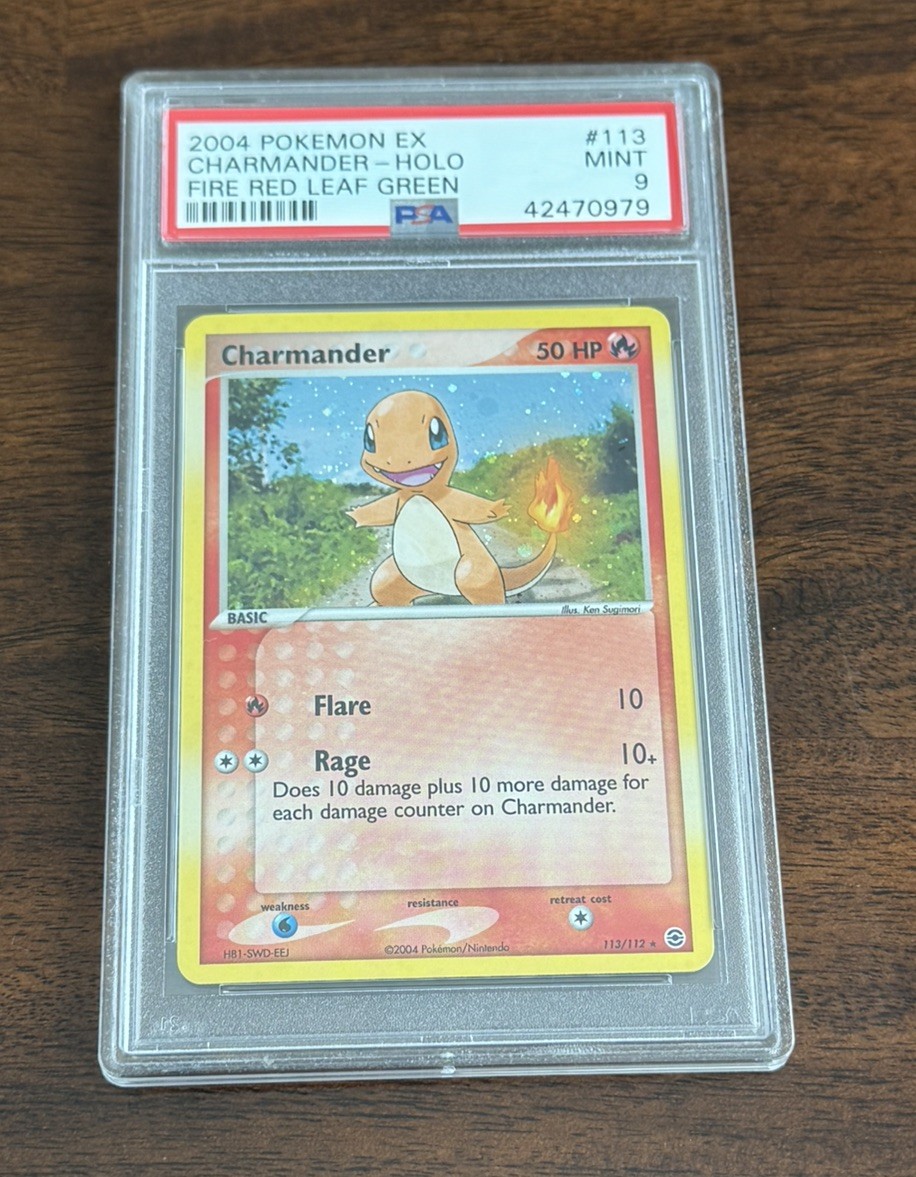 2004 POKEMON EX #113
CHARMANDER-HOLO MINT
FIRE RED LEAF GREEN 9
PSA 42470979
Charmander 50 HP
BASIC Illus. Ken Sugimori
Flare 10
Rage 10+
Does 10 damage plus 10 more damage for
each damage counter on Charmander.
weakness resistance retreat cost
HB1-SWD-EEJ ©2004 Pokémon/Nintendo 113/112 ★